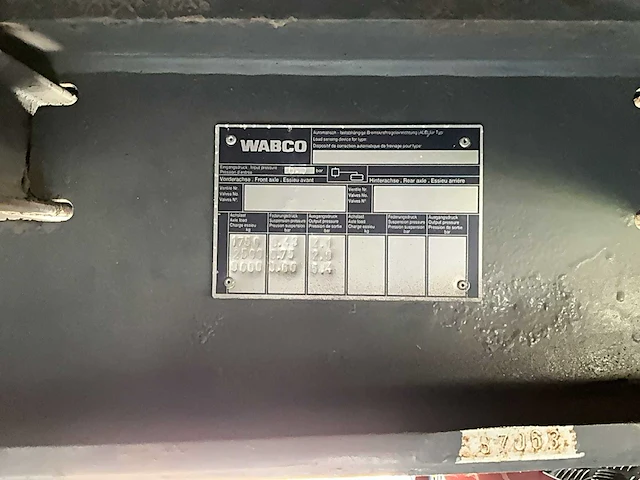 WABCO
Automatisch - lastabhängige Bremskraftregeleinrichtung (ALB) für Typ
Load sensing device for type
Dispositif de correction automatique de freinage pour type
Eingangsdruck , Input pressure
Pression d'entrée
bar
Vorderachse , Front axle , Essieu avant
Hinterachse , Rear axle , Essieu arrière
Ventile Nr.
Valve No.
Valves No.
Ventile Nr.
Valve No.
Valves No.
Achslast
Axle load
Charge essieu
kg
Federungsdruck
Suspension pressure
Pression suspension
bar
Ausgangsdruck
Output pressure
Pression de sortie
bar
Achslast
Axle load
Charge essieu
kg
Federungsdruck
Suspension pressure
Pression suspension
bar
Ausgangsdruck
Output pressure
Pression de sortie
bar